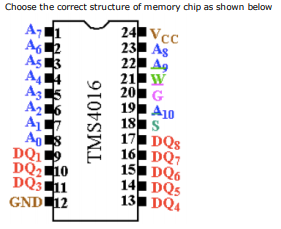 Choose the correct structure of memory chip as shown below
A7 1 24 VCC
A6 2 23 A8
A5 3 22 A9
A4 4 21 W
A3 5 20 G
A2 6 19 A10
A1 7 18 S
A0 8 17 DQ8
DQ1 9 16 DQ7
DQ2 10 15 DQ6
DQ3 11 14 DQ5
GND 12 13 DQ4
TMS4016